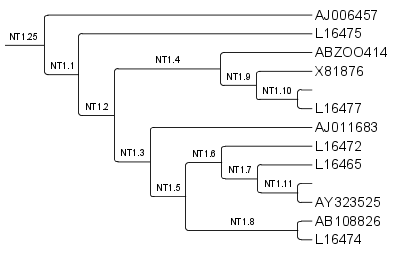 AJ006457
NT1.25
L16475
NT1.1
ABZOO414
NT1.4
X81876
NT1.9
NT1.10
L16477
NT1.2
AJ011683
L16472
NT1.3
NT1.6
L16465
NT1.7
NT1.11
NT1.5
AY323525
AB108826
NT1.8
L16474